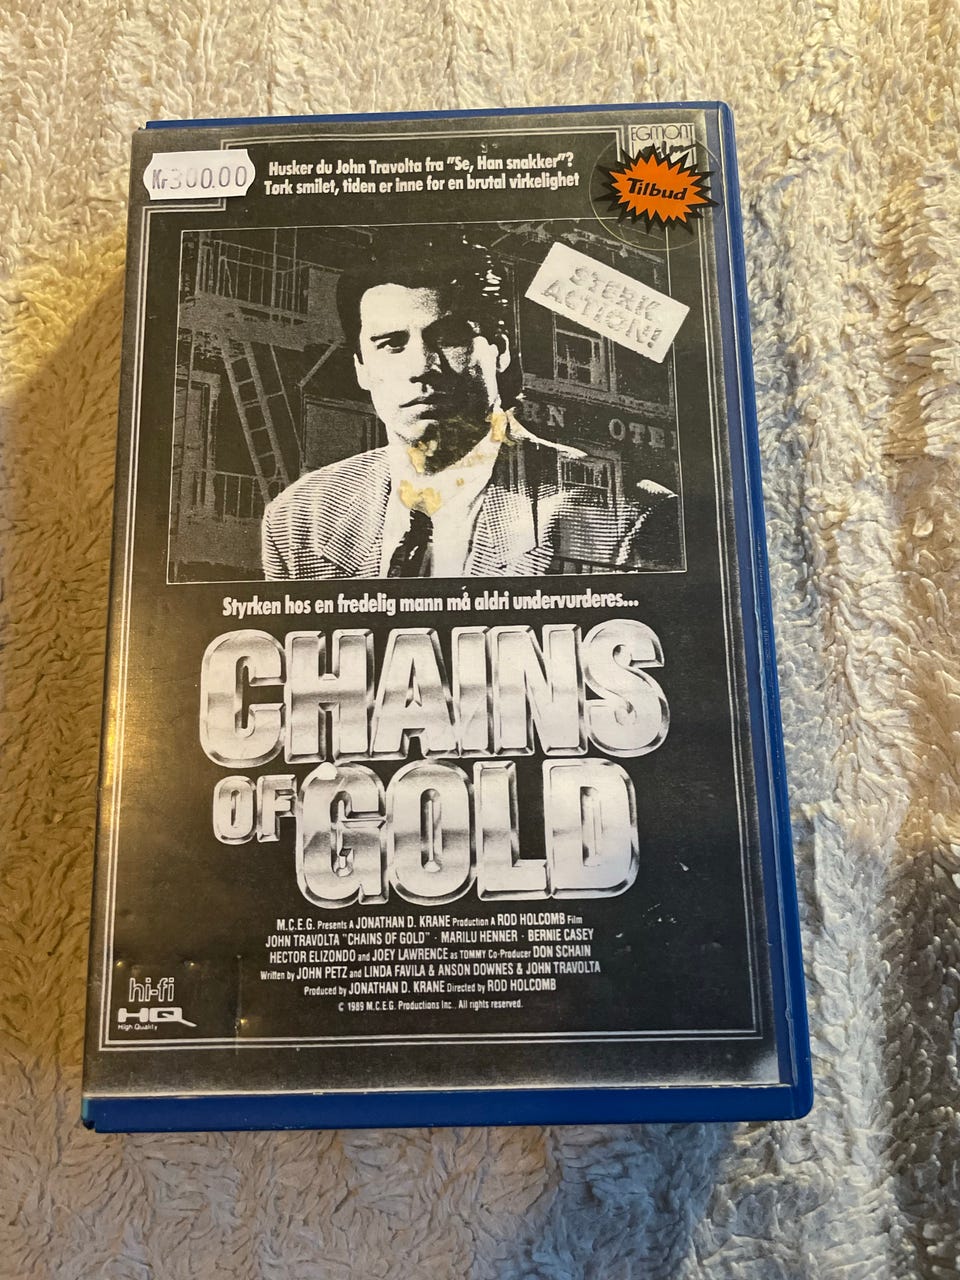 EGMONT
Film
Husker du John Travolta fra "Se, Han snakker"?
Tørk smilet, tiden er inne for en brutal virkelighet
Kr300.00
Tilbud
STERK
ACTION!
RN OTE
Styrken hos en fredelig mann må aldri undervurderes...
CHAINS
OF GOLD
M.C.E.G. Presents A JONATHAN D. KRANE Production A ROD HOLCOMB Film
JOHN TRAVOLTA "CHAINS OF GOLD" · MARILU HENNER · BERNIE CASEY
HECTOR ELIZONDO and JOEY LAWRENCE as TOMMY Co-Producer DON SCHAIN
Written by JOHN PETZ and LINDA FAVILA & ANSON DOWNES & JOHN TRAVOLTA
Produced by JONATHAN D. KRANE Directed by ROD HOLCOMB
© 1989 M.C.E.G. Productions Inc.. All rights reserved.
hi-fi
HQ
High Quality